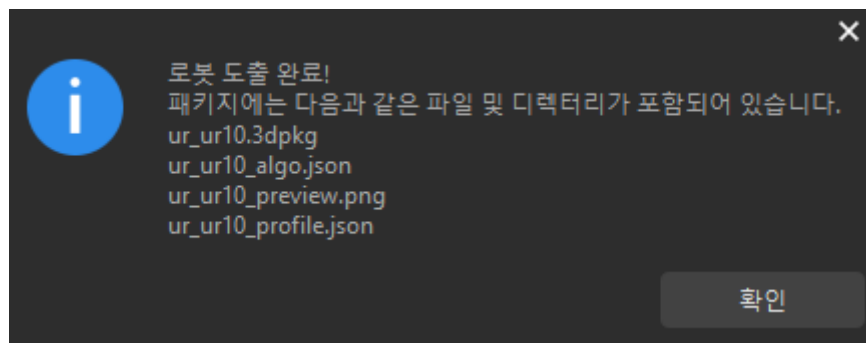 로봇 도출 완료!
패키지에는 다음과 같은 파일 및 디렉터리가 포함되어 있습니다.
ur_ur10.3dpkg
ur_ur10_algo.json
ur_ur10_preview.png
ur_ur10_profile.json
확인